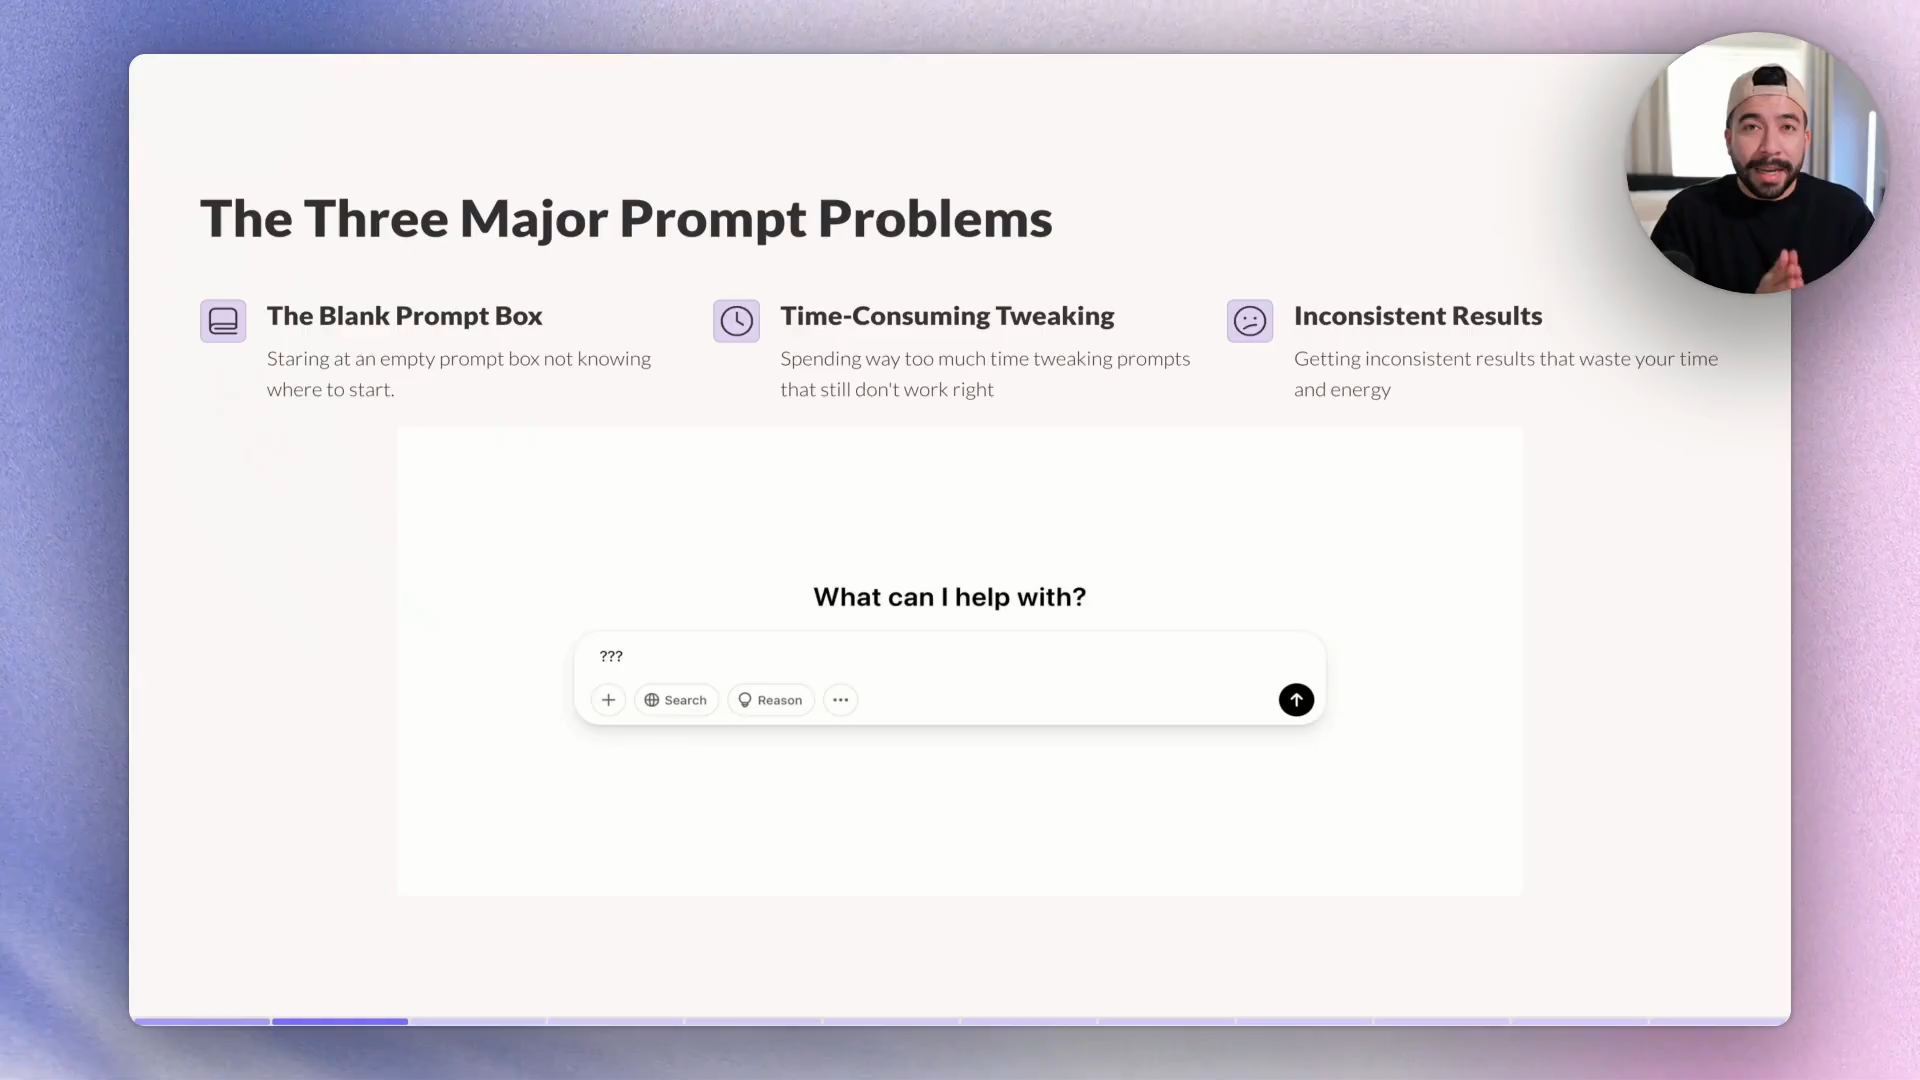 The Three Major Prompt Problems
The Blank Prompt Box
Staring at an empty prompt box not knowing
where to start.
Time-Consuming Tweaking
Spending way too much time tweaking prompts
that still don't work right
Inconsistent Results
Getting inconsistent results that waste your time
and energy
What can I help with?
???
Search
Reason